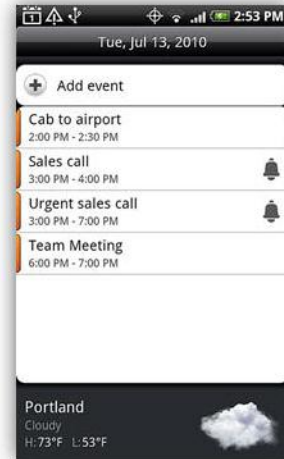 2:53 PM
Tue, Jul 13, 2010
Add event
Cab to airport
2:00 PM - 2:30 PM
Sales call
3:00 PM - 4:00 PM
Urgent sales call
3:00 PM - 7:00 PM
Team Meeting
6:00 PM - 7:00 PM
Portland
Cloudy
H:73°F L:53°F